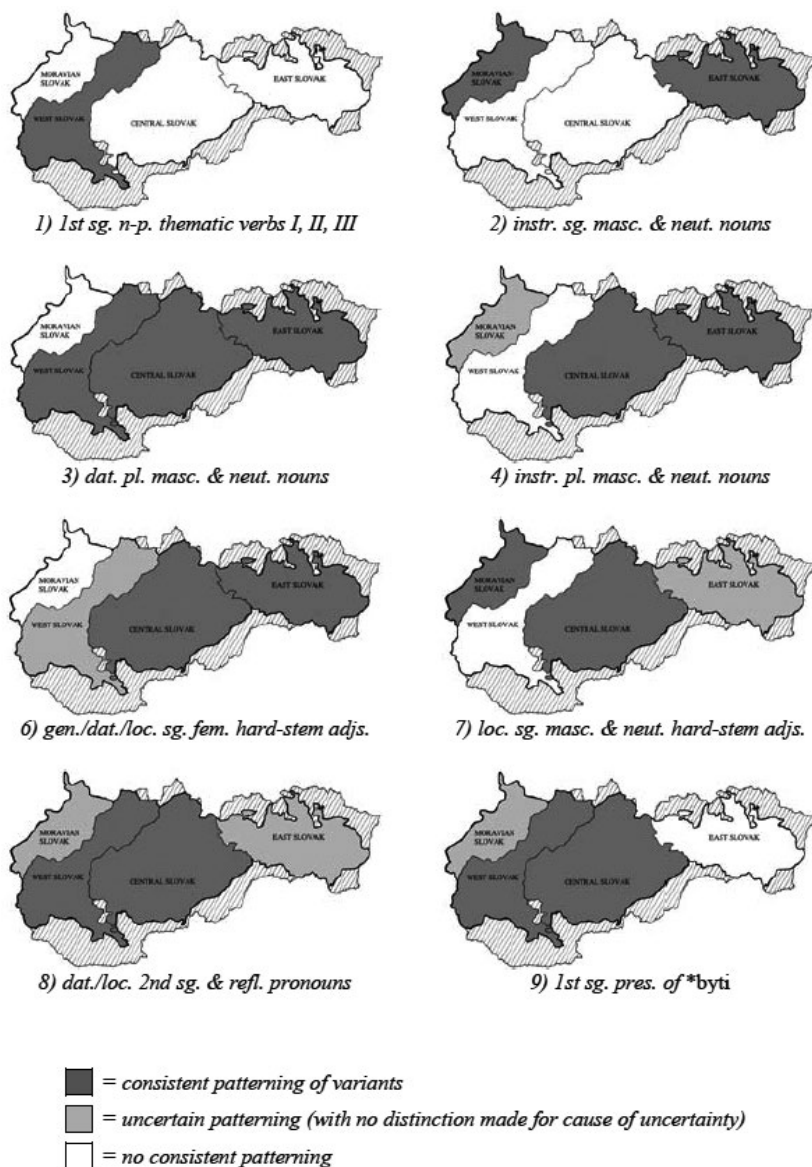 MORAVIAN
SLOVAK
WEST SLOVAK
CENTRAL SLOVAK
EAST SLOVAK
1) 1st sg. n-p. thematic verbs I, II, III
MORAVIAN
SLOVAK
WEST SLOVAK
CENTRAL SLOVAK
EAST SLOVAK
2) instr. sg. masc. & neut. nouns
MORAVIAN
SLOVAK
WEST SLOVAK
CENTRAL SLOVAK
EAST SLOVAK
3) dat. pl. masc. & neut. nouns
MORAVIAN
SLOVAK
WEST SLOVAK
CENTRAL SLOVAK
EAST SLOVAK
4) instr. pl. masc. & neut. nouns
MORAVIAN
SLOVAK
WEST SLOVAK
CENTRAL SLOVAK
EAST SLOVAK
6) gen./dat./loc. sg. fem. hard-stem adjs.
MORAVIAN
SLOVAK
WEST SLOVAK
CENTRAL SLOVAK
EAST SLOVAK
7) loc. sg. masc. & neut. hard-stem adjs.
MORAVIAN
SLOVAK
WEST SLOVAK
CENTRAL SLOVAK
EAST SLOVAK
8) dat./loc. 2nd sg. & refl. pronouns
MORAVIAN
SLOVAK
WEST SLOVAK
CENTRAL SLOVAK
EAST SLOVAK
9) 1st sg. pres. of *byti
= consistent patterning of variants
= uncertain patterning (with no distinction made for cause of uncertainty)
= no consistent patterning